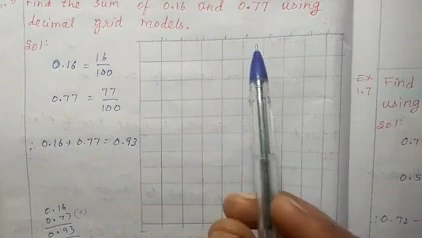 Find the sum of 0.16 and 0.77 using
decimal grid models.
Sol:
0.16 = 16/100
0.77 = 77/100
∴ 0.16 + 0.77 = 0.93
0.16
0.77 (+)
0.93
Ex
1.7
Find
using
Sol:
0.7
0.5
∴ 0.72 -